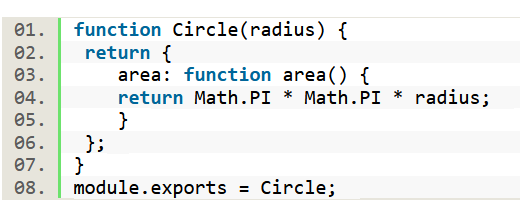 01. function Circle(radius) {
02. return {
03. area: function area() {
04. return Math.PI * Math.PI * radius;
05. }
06. };
07. }
08. module.exports = Circle;